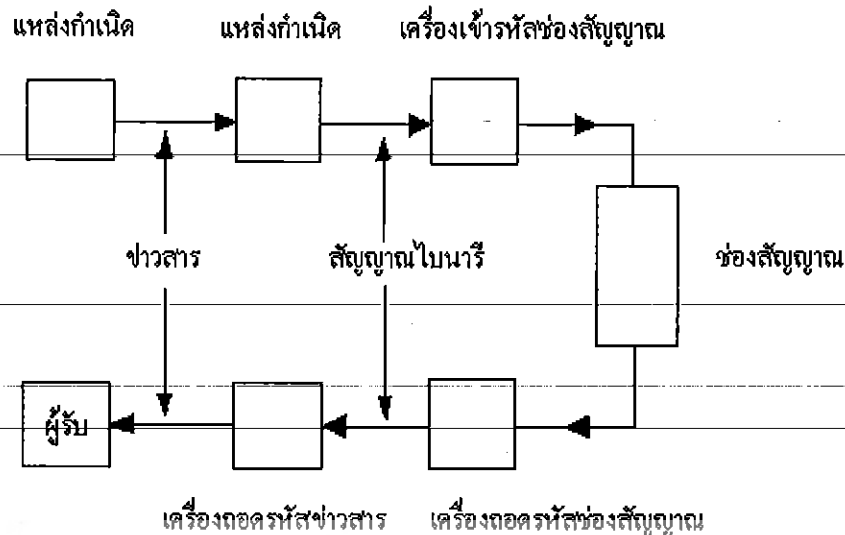 แหล่งกำเนิด แหล่งกำเนิด เครื่องเข้ารหัสช่องสัญญาณ
ข่าวสาร สัญญาณไบนารี ช่องสัญญาณ
ผู้รับ
เครื่องถอดรหัสข่าวสาร เครื่องถอดรหัสช่องสัญญาณ